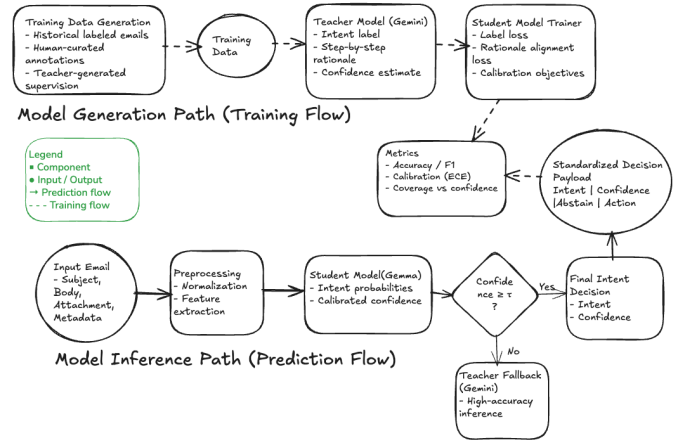 Training Data Generation
- Historical labeled emails
- Human-curated
annotations
- Teacher-generated
supervision
Training
Data
Teacher Model (Gemini)
- Intent label
- Step-by-step
rationale
- Confidence estimate
Student Model Trainer
- Label loss
- Rationale alignment
loss
- Calibration objectives
Model Generation Path (Training Flow)
Legend
▪ Component
● Input / Output
→ Prediction flow
- - - Training flow
Metrics
- Accuracy / F1
- Calibration (ECE)
- Coverage vs confidence
Standardized Decision
Payload
Intent | Confidence
|Abstain | Action
Input Email
- Subject,
Body,
Attachment,
Metadata
Preprocessing
- Normalization
- Feature
extraction
Student Model(Gemma)
- Intent probabilities
- Calibrated confidence
Confide
nce ≥ τ
?
Yes
Final Intent
Decision
- Intent
- Confidence
No
Model Inference Path (Prediction Flow)
Teacher Fallback
(Gemini)
- High-accuracy
inference